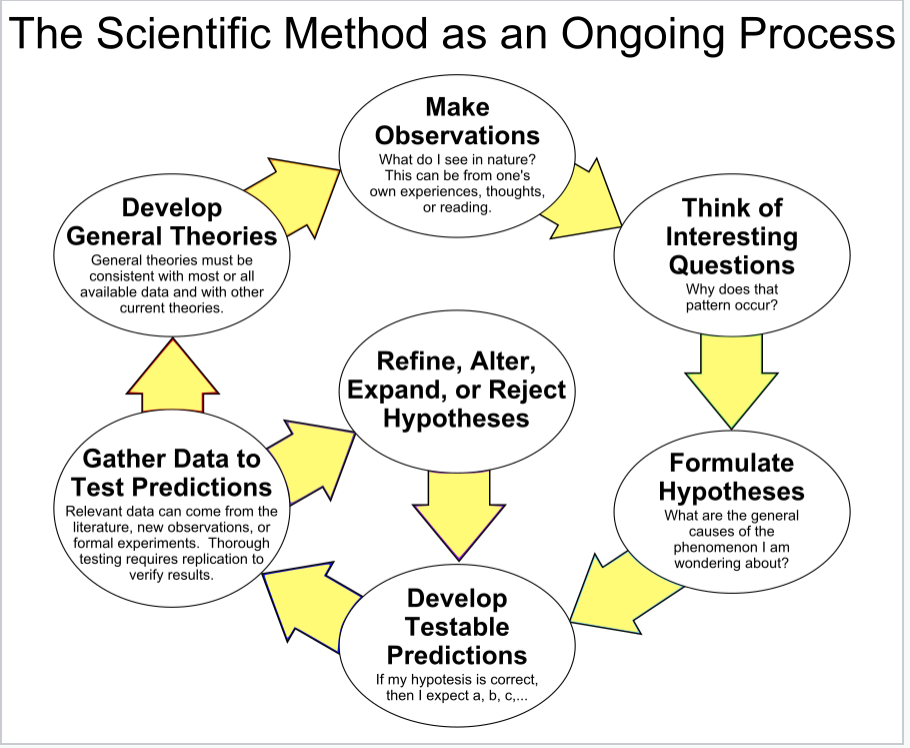 The Scientific Method as an Ongoing Process
Make
Observations
What do I see in nature?
This can be from one's
own experiences, thoughts,
or reading.
Think of
Interesting
Questions
Why does that
pattern occur?
Formulate
Hypotheses
What are the general
causes of the
phenomenon I am
wondering about?
Develop
Testable
Predictions
If my hypotesis is correct,
then I expect a, b, c,...
Gather Data to
Test Predictions
Relevant data can come from the
literature, new observations, or
formal experiments.  Thorough
testing requires replication to
verify results.
Refine, Alter,
Expand, or Reject
Hypotheses
Develop
General Theories
General theories must be
consistent with most or all
available data and with other
current theories.